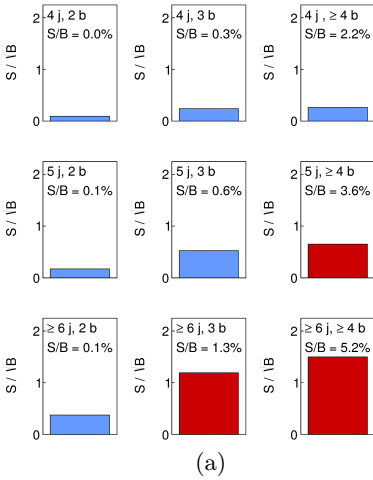 4 j, 2 b
S/B = 0.0%
S / √B
2
1
0
4 j, 3 b
S/B = 0.3%
S / √B
2
1
0
4 j , ≥ 4 b
S/B = 2.2%
S / √B
2
1
0
5 j, 2 b
S/B = 0.1%
S / √B
2
1
0
5 j, 3 b
S/B = 0.6%
S / √B
2
1
0
5 j, ≥ 4 b
S/B = 3.6%
S / √B
2
1
0
≥ 6 j, 2 b
S/B = 0.1%
S / √B
2
1
0
≥ 6 j, 3 b
S/B = 1.3%
S / √B
2
1
0
≥ 6 j, ≥ 4 b
S/B = 5.2%
S / √B
2
1
0
(a)